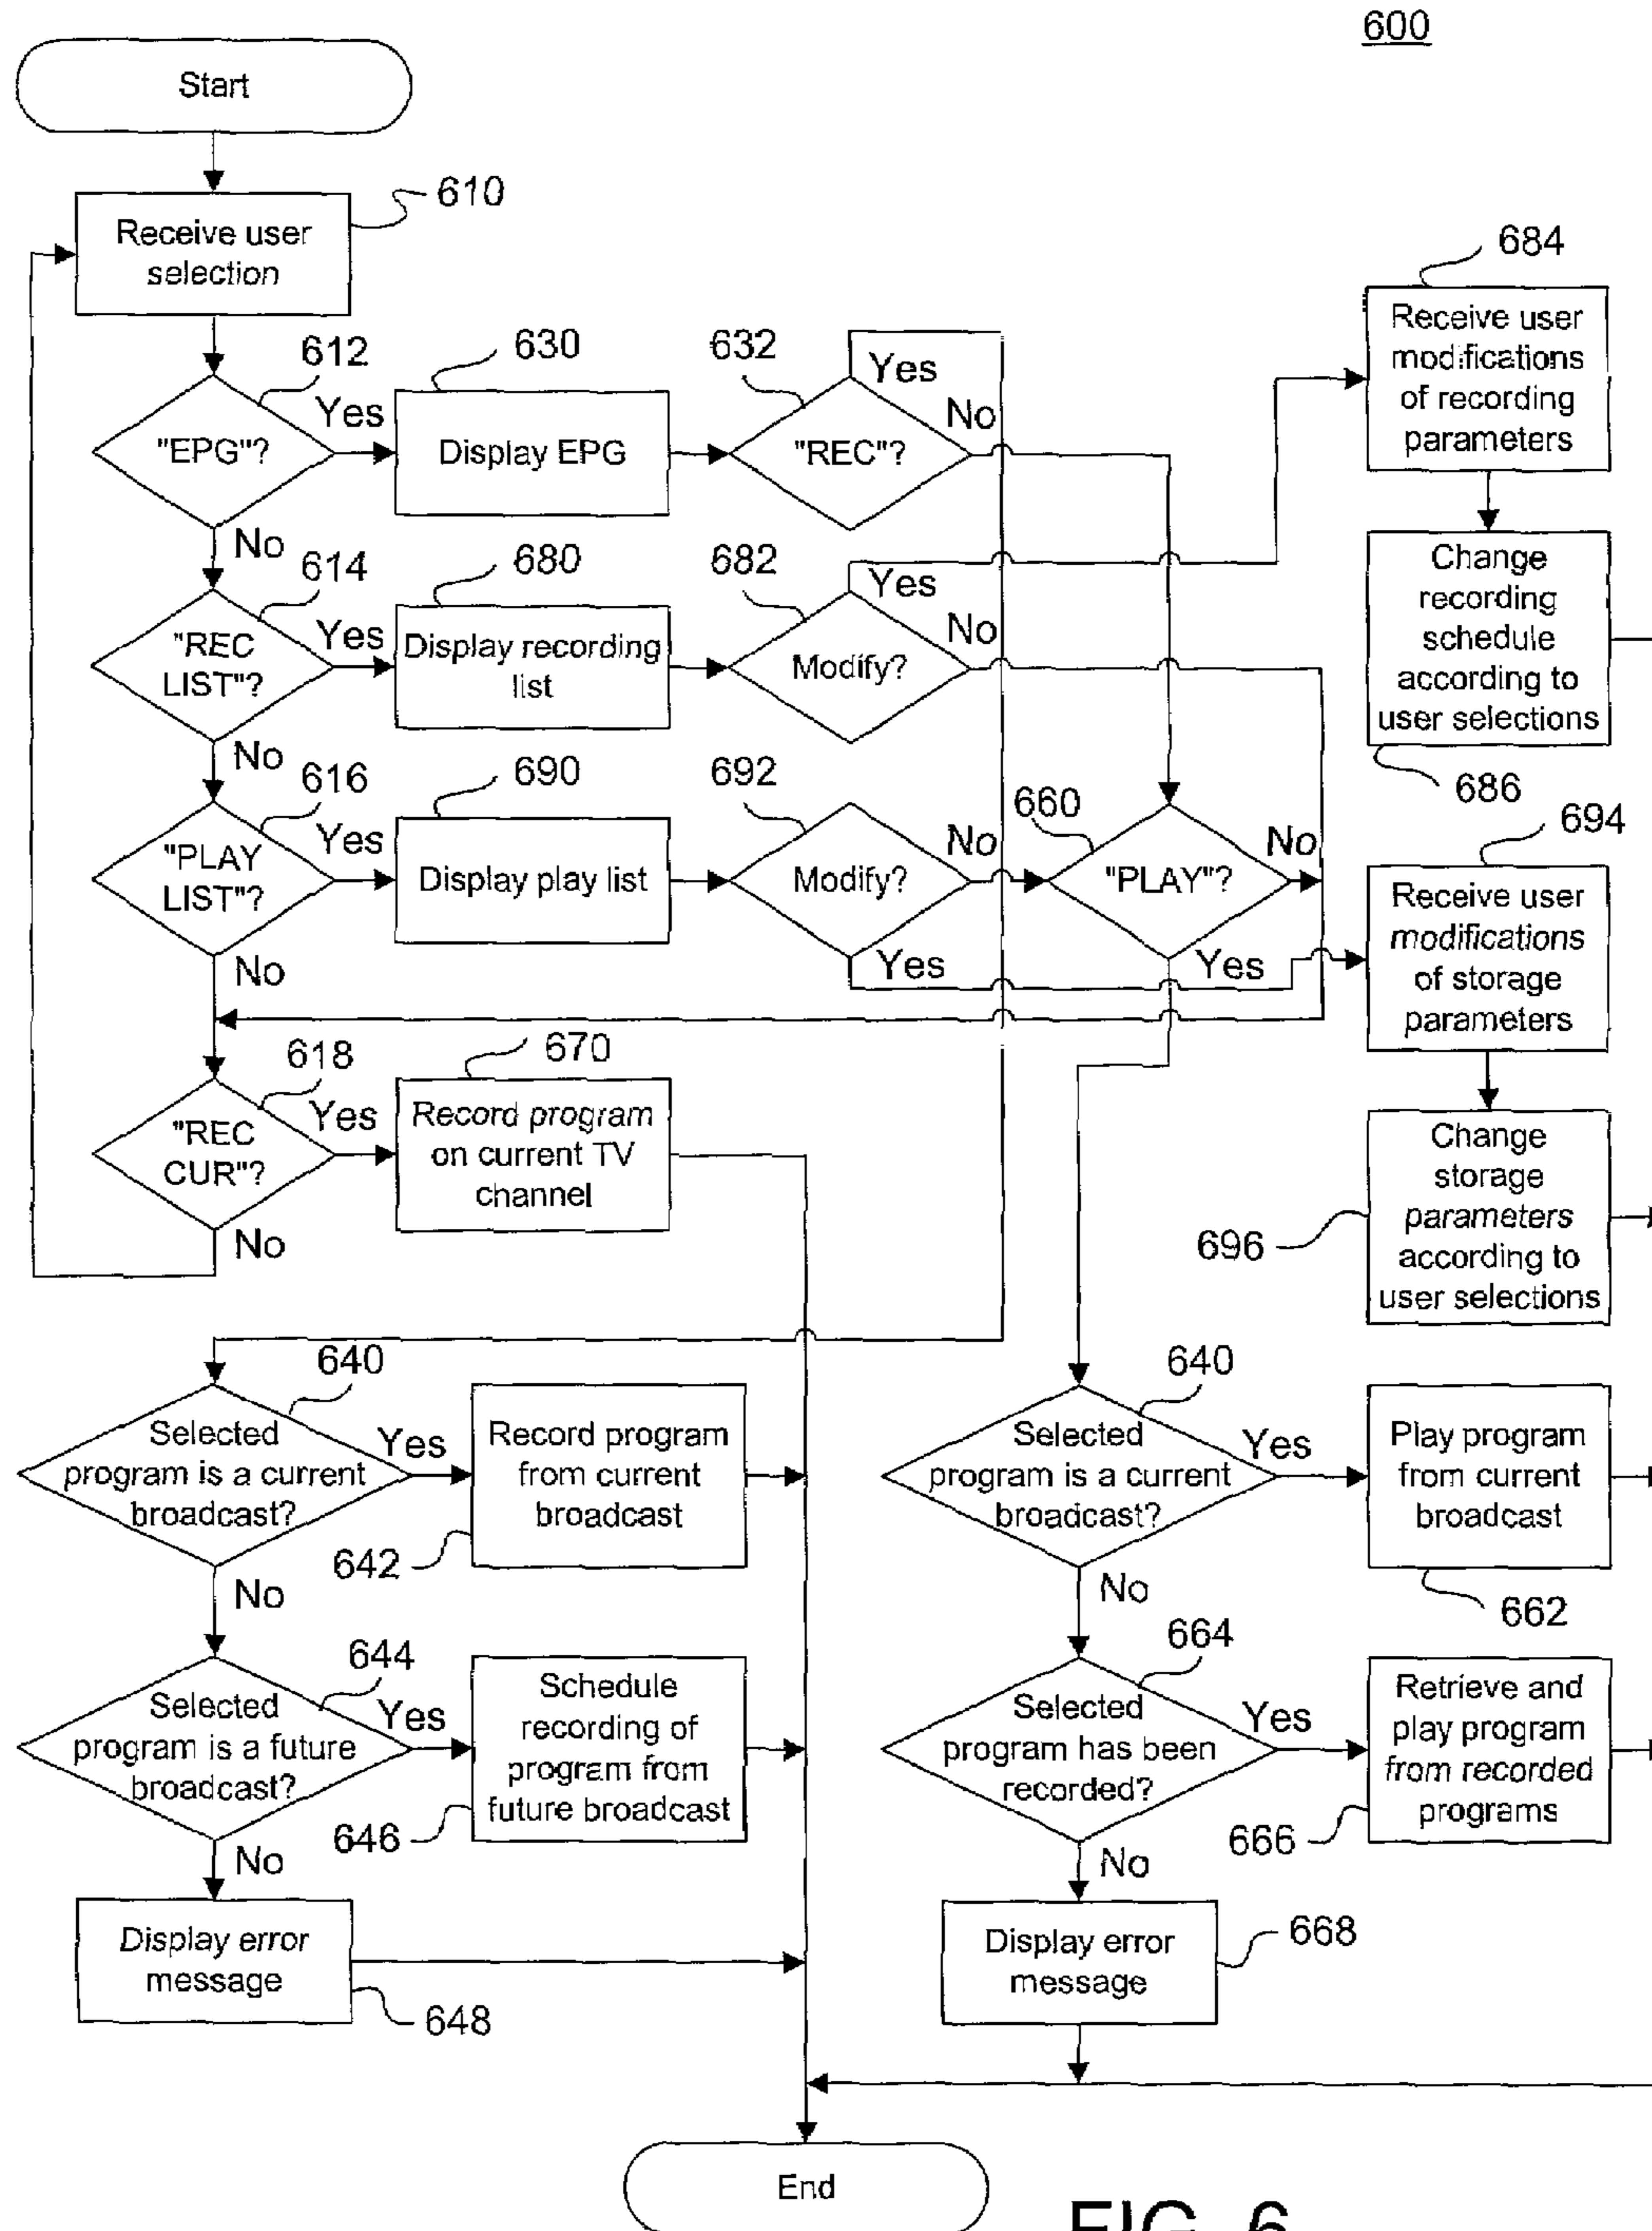 600
Start
610
Receive user
selection
684
Receive user
modifications
of recording
parameters
612
Yes
630
632
Yes
No
"EPG"?
Display EPG
"REC"?
No
614
Yes
680
682
Yes
No
"REC
LIST"?
Display recording
list
Modify?
Change
recording
schedule
according to
user selections
686
No
616
Yes
690
692
No
660
No
"PLAY
LIST"?
Display play list
Modify?
"PLAY"?
694
Receive user
modifications
of storage
parameters
No
Yes
Yes
618
Yes
670
"REC
CUR"?
Record program
on current TV
channel
No
Change
storage
parameters
according to
user selections
696
640
Selected
program is a current
broadcast?
Yes
Record program
from current
broadcast
642
640
Selected
program is a current
broadcast?
Yes
Play program
from current
broadcast
662
No
No
644
Selected
program is a future
broadcast?
Yes
Schedule
recording of
program from
future broadcast
646
664
Selected
program has been
recorded?
Yes
Retrieve and
play program
from recorded
programs
666
No
No
Display error
message
648
Display error
message
668
End
FIG. 6